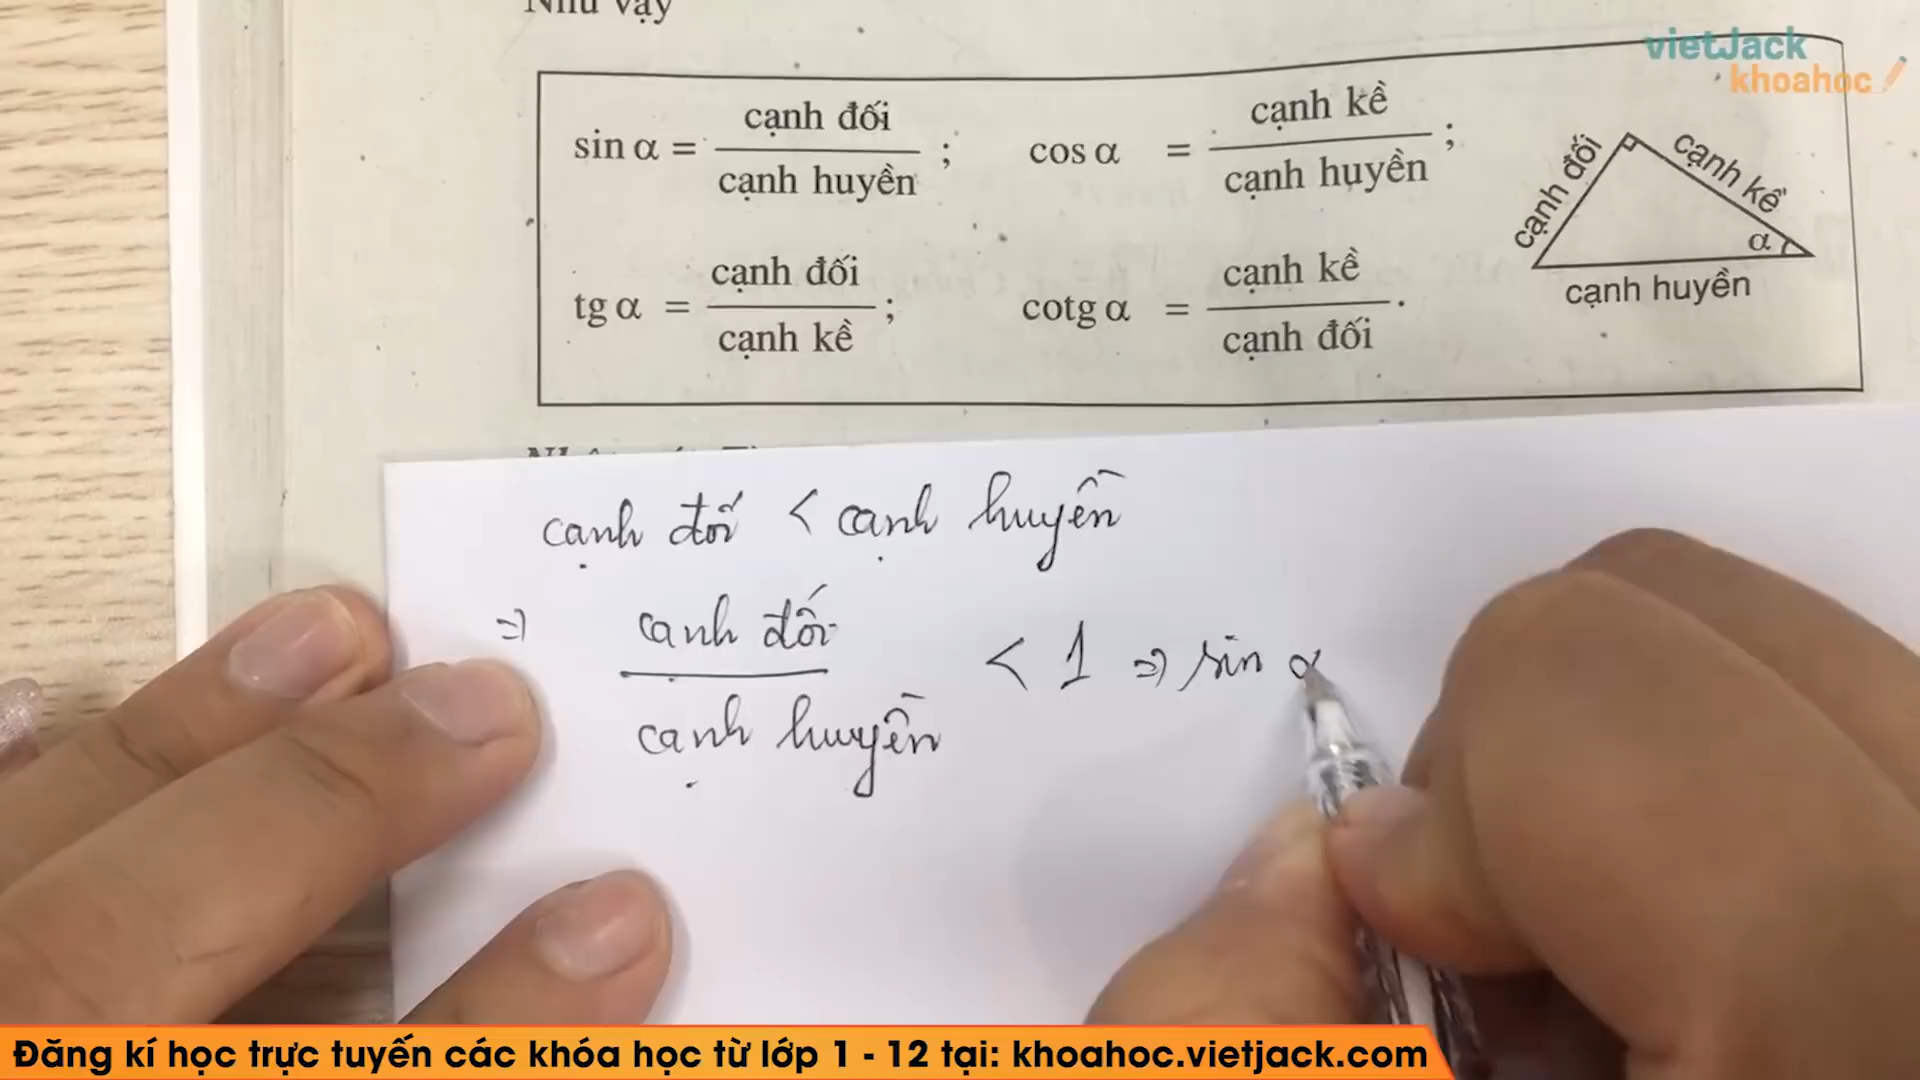 Như vậy
vietJack
khoahoc
sin α = cạnh đối / cạnh huyền ; cos α = cạnh kề / cạnh huyền ;
tg α = cạnh đối / cạnh kề ; cotg α = cạnh kề / cạnh đối .
cạnh đối
cạnh kề
α
cạnh huyền
cạnh đối < cạnh huyền
=> cạnh đối / cạnh huyền < 1 => sin α
Đăng kí học trực tuyến các khóa học từ lớp 1 - 12 tại: khoahoc.vietjack.com